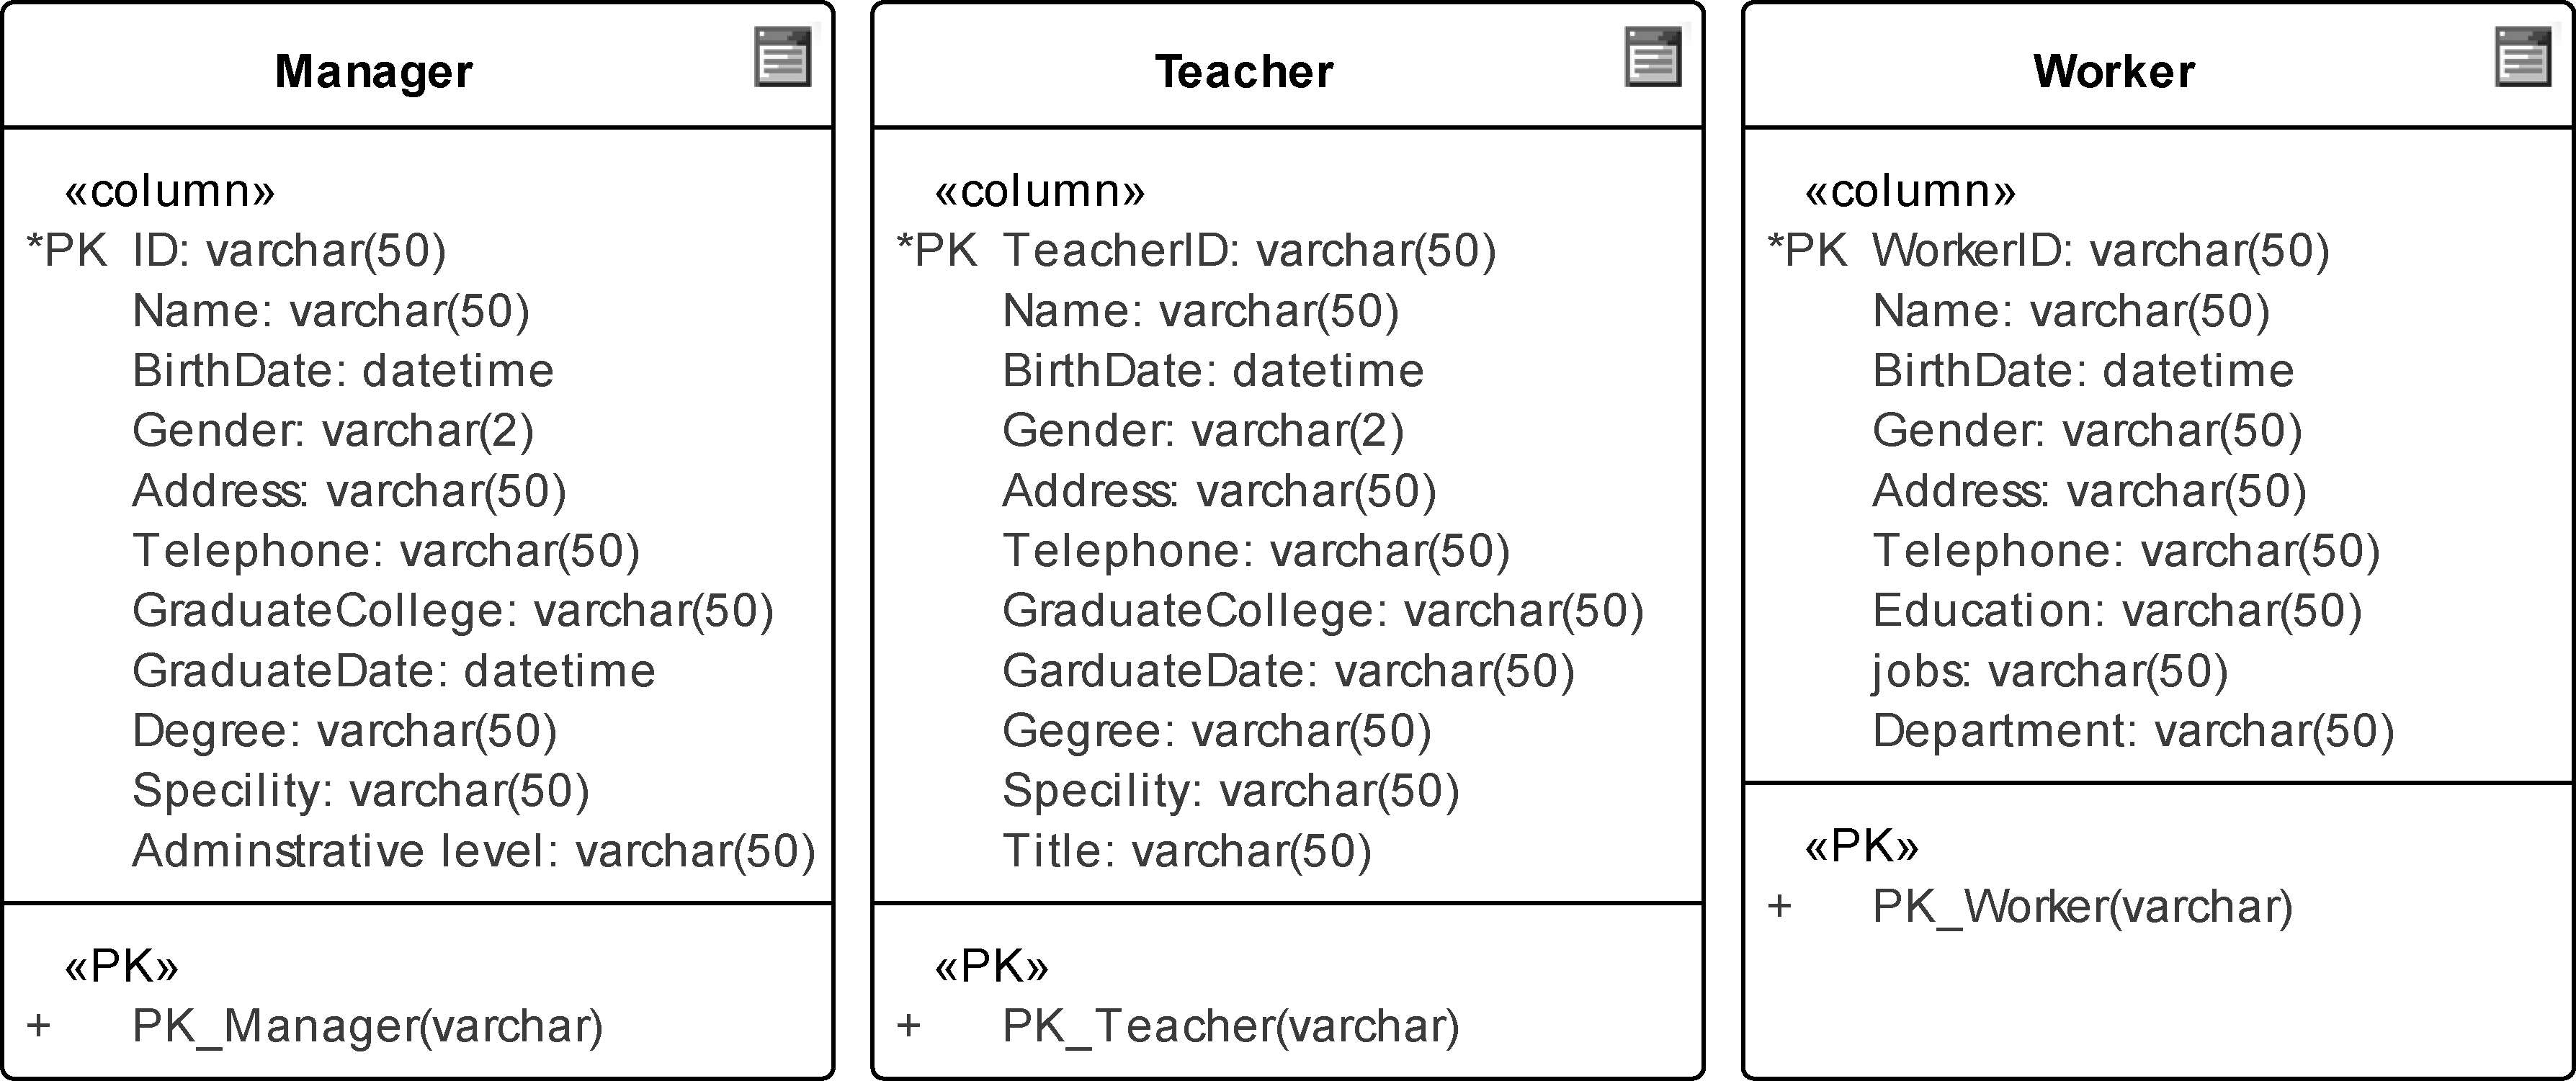 Manager
«column»
*PK ID: varchar(50)
Name: varchar(50)
BirthDate: datetime
Gender: varchar(2)
Address: varchar(50)
Telephone: varchar(50)
GraduateCollege: varchar(50)
GraduateDate: datetime
Degree: varchar(50)
Specility: varchar(50)
Adminstrative level: varchar(50)
«PK»
+ PK_Manager(varchar)
Teacher
«column»
*PK TeacherID: varchar(50)
Name: varchar(50)
BirthDate: datetime
Gender: varchar(2)
Address: varchar(50)
Telephone: varchar(50)
GraduateCollege: varchar(50)
GarduateDate: varchar(50)
Gegree: varchar(50)
Specility: varchar(50)
Title: varchar(50)
«PK»
+ PK_Teacher(varchar)
Worker
«column»
*PK WorkerID: varchar(50)
Name: varchar(50)
BirthDate: datetime
Gender: varchar(50)
Address: varchar(50)
Telephone: varchar(50)
Education: varchar(50)
jobs: varchar(50)
Department: varchar(50)
«PK»
+ PK_Worker(varchar)